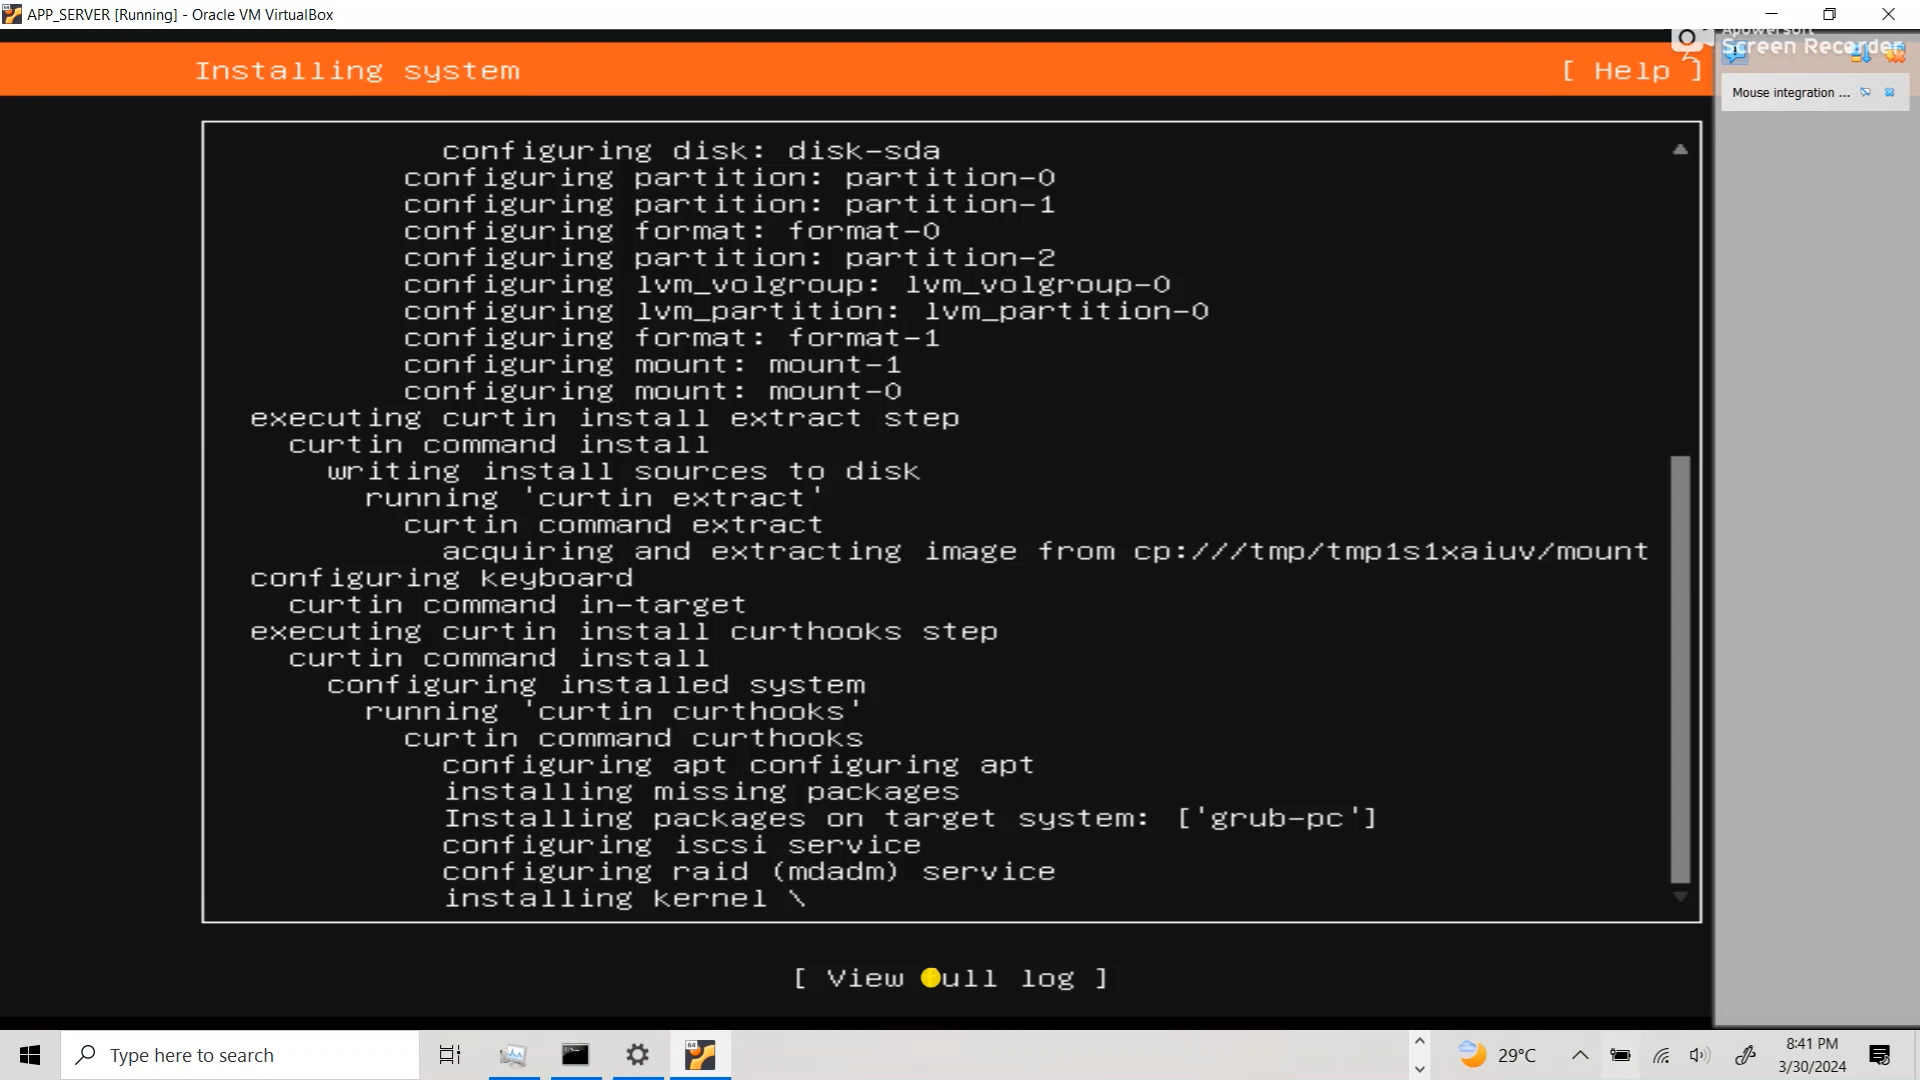 APP_SERVER [Running] - Oracle VM VirtualBox
Apowersoft
Screen Recorder
Installing system
[ Help ]
Mouse integration ...
configuring disk: disk-sda
configuring partition: partition-0
configuring partition: partition-1
configuring format: format-0
configuring partition: partition-2
configuring lvm_volgroup: lvm_volgroup-0
configuring lvm_partition: lvm_partition-0
configuring format: format-1
configuring mount: mount-1
configuring mount: mount-0
executing curtin install extract step
curtin command install
writing install sources to disk
running 'curtin extract'
curtin command extract
acquiring and extracting image from cp:///tmp/tmp1s1xaiuv/mount
configuring keyboard
curtin command in-target
executing curtin install curthooks step
curtin command install
configuring installed system
running 'curtin curthooks'
curtin command curthooks
configuring apt configuring apt
installing missing packages
Installing packages on target system: ['grub-pc']
configuring iscsi service
configuring raid (mdadm) service
installing kernel \
[ View full log ]
Type here to search
29°C
8:41 PM
3/30/2024